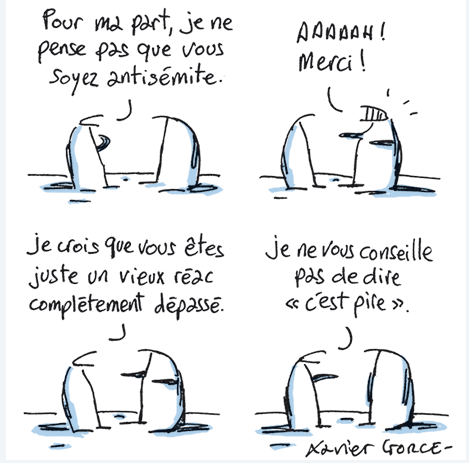 Pour ma part, je ne
pense pas que vous
soyez antisémite.
AAAAAH!
Merci!
je crois que vous êtes
juste un vieux réac
complètement dépassé.
je ne vous conseille
pas de dire
« c'est pire ».
Xavier GORCE-